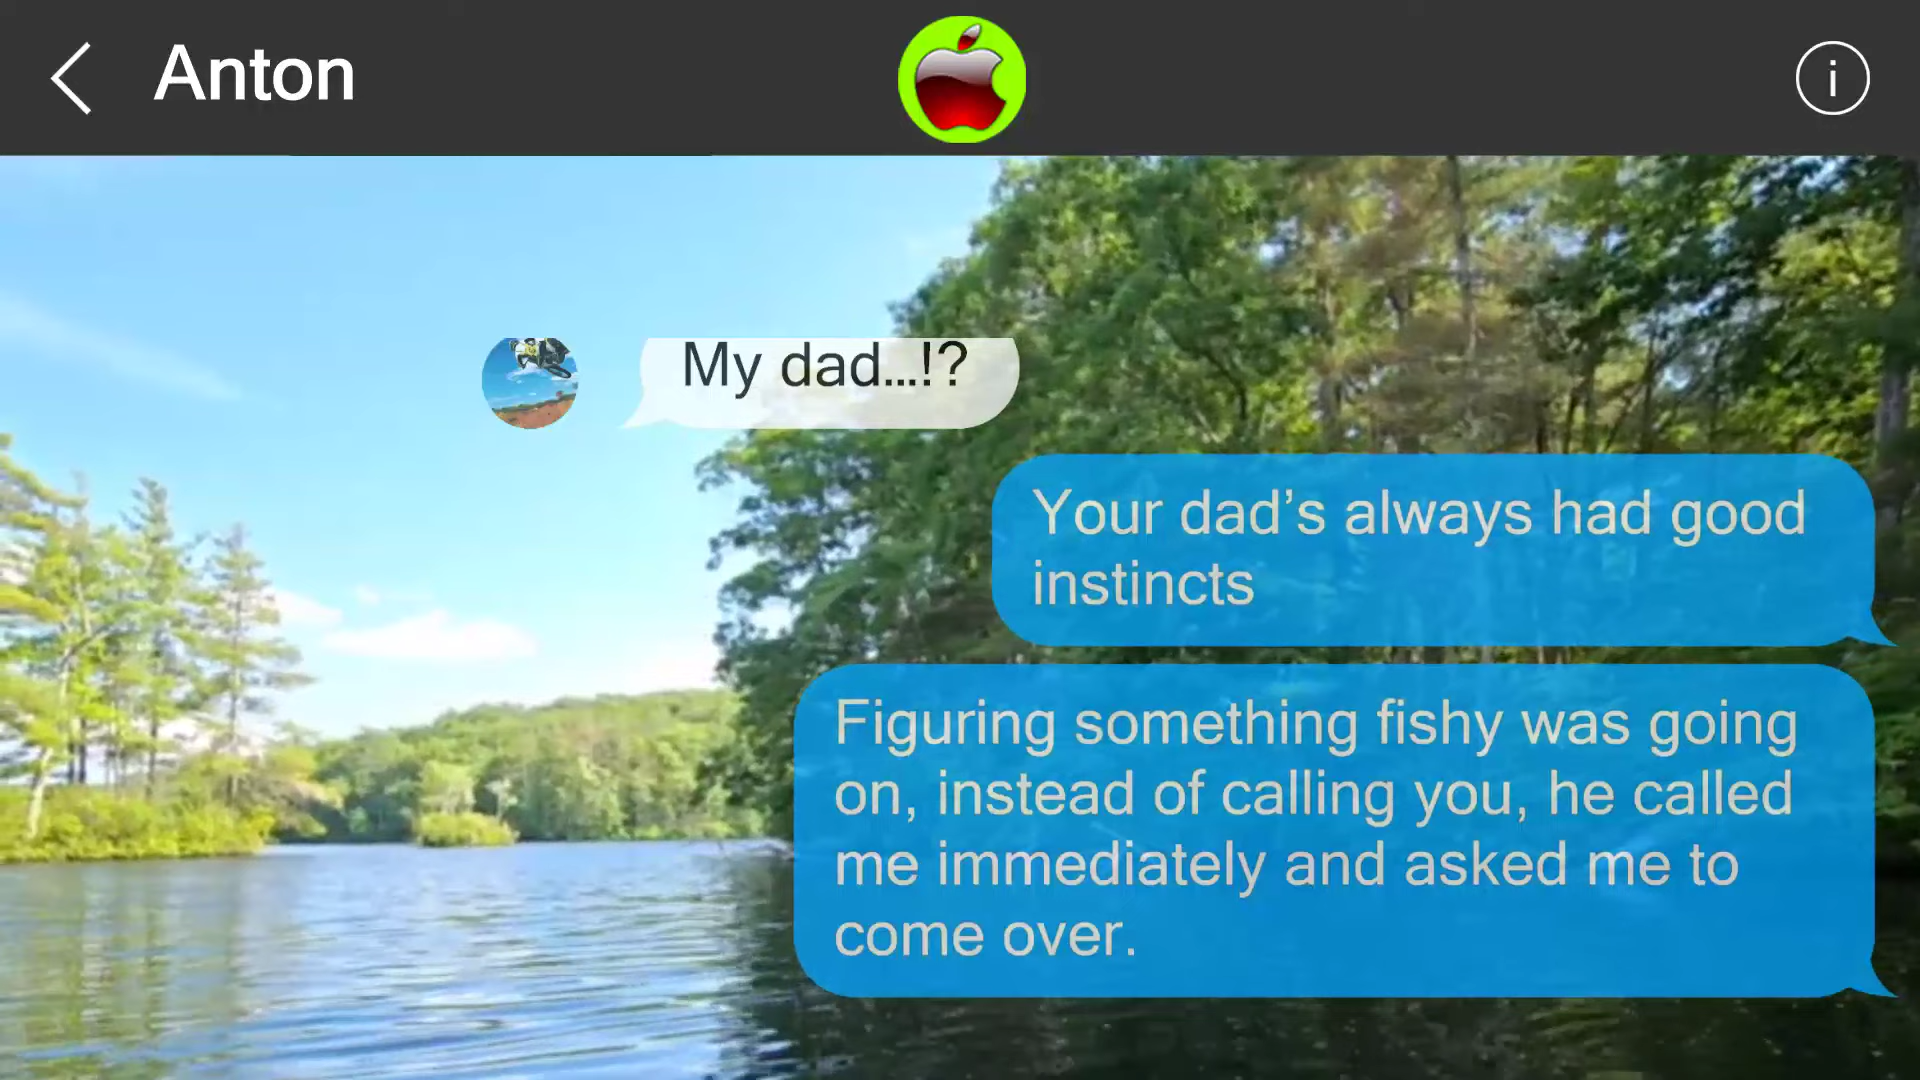 Anton
i
My dad...!?
Your dad’s always had good
instincts
Figuring something fishy was going
on, instead of calling you, he called
me immediately and asked me to
come over.